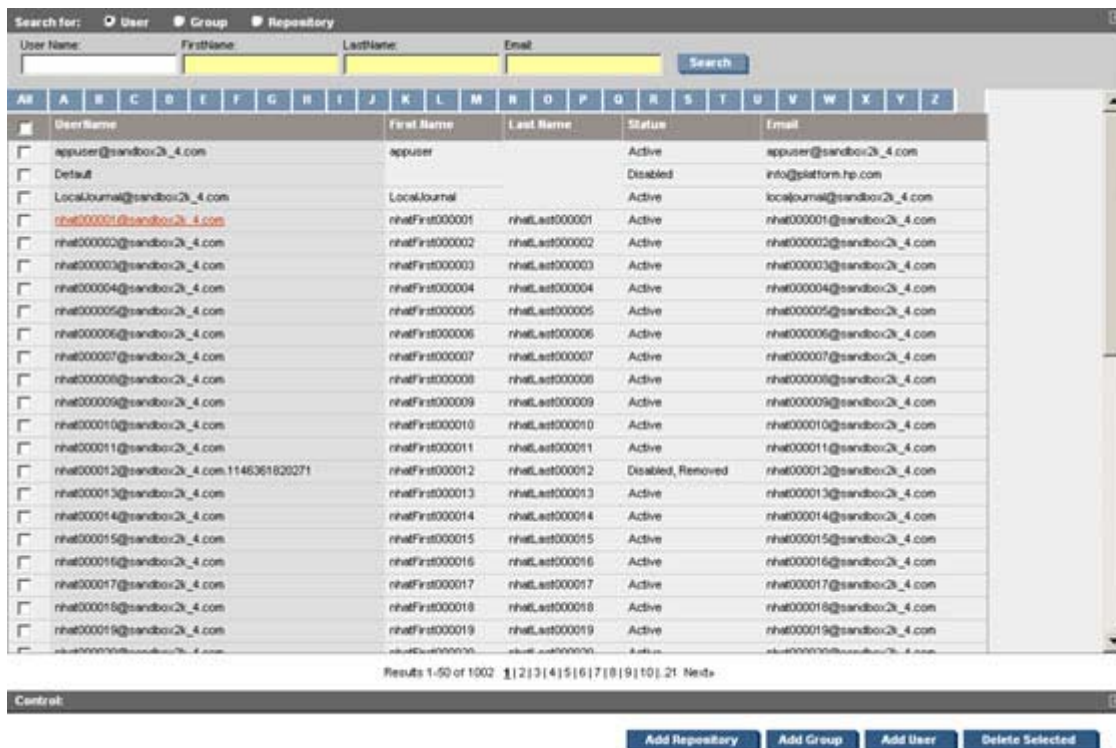 Search for: User Group Repository
User Name: FirstName: LastName: Email:
Search
All A B C D E F G H I J K L M N O P Q R S T U V W X Y Z
UserName First Name Last Name Status Email
appuser@sandbox2k_4.com appuser Active appuser@sandbox2k_4.com
Default Disabled info@platform.hp.com
LocalJournal@sandbox2k_4.com LocalJournal Active localjournal@sandbox2k_4.com
nhat000001@sandbox2k_4.com nhatFirst000001 nhatLast000001 Active nhat000001@sandbox2k_4.com
nhat000002@sandbox2k_4.com nhatFirst000002 nhatLast000002 Active nhat000002@sandbox2k_4.com
nhat000003@sandbox2k_4.com nhatFirst000003 nhatLast000003 Active nhat000003@sandbox2k_4.com
nhat000004@sandbox2k_4.com nhatFirst000004 nhatLast000004 Active nhat000004@sandbox2k_4.com
nhat000005@sandbox2k_4.com nhatFirst000005 nhatLast000005 Active nhat000005@sandbox2k_4.com
nhat000006@sandbox2k_4.com nhatFirst000006 nhatLast000006 Active nhat000006@sandbox2k_4.com
nhat000007@sandbox2k_4.com nhatFirst000007 nhatLast000007 Active nhat000007@sandbox2k_4.com
nhat000008@sandbox2k_4.com nhatFirst000008 nhatLast000008 Active nhat000008@sandbox2k_4.com
nhat000009@sandbox2k_4.com nhatFirst000009 nhatLast000009 Active nhat000009@sandbox2k_4.com
nhat000010@sandbox2k_4.com nhatFirst000010 nhatLast000010 Active nhat000010@sandbox2k_4.com
nhat000011@sandbox2k_4.com nhatFirst000011 nhatLast000011 Active nhat000011@sandbox2k_4.com
nhat000012@sandbox2k_4.com.1146361820271 nhatFirst000012 nhatLast000012 Disabled, Removed nhat000012@sandbox2k_4.com
nhat000013@sandbox2k_4.com nhatFirst000013 nhatLast000013 Active nhat000013@sandbox2k_4.com
nhat000014@sandbox2k_4.com nhatFirst000014 nhatLast000014 Active nhat000014@sandbox2k_4.com
nhat000015@sandbox2k_4.com nhatFirst000015 nhatLast000015 Active nhat000015@sandbox2k_4.com
nhat000016@sandbox2k_4.com nhatFirst000016 nhatLast000016 Active nhat000016@sandbox2k_4.com
nhat000017@sandbox2k_4.com nhatFirst000017 nhatLast000017 Active nhat000017@sandbox2k_4.com
nhat000018@sandbox2k_4.com nhatFirst000018 nhatLast000018 Active nhat000018@sandbox2k_4.com
nhat000019@sandbox2k_4.com nhatFirst000019 nhatLast000019 Active nhat000019@sandbox2k_4.com
Results 1-50 of 1002 1|2|3|4|5|6|7|8|9|10|..21 Next»
Control:
Add Repository Add Group Add User Delete Selected